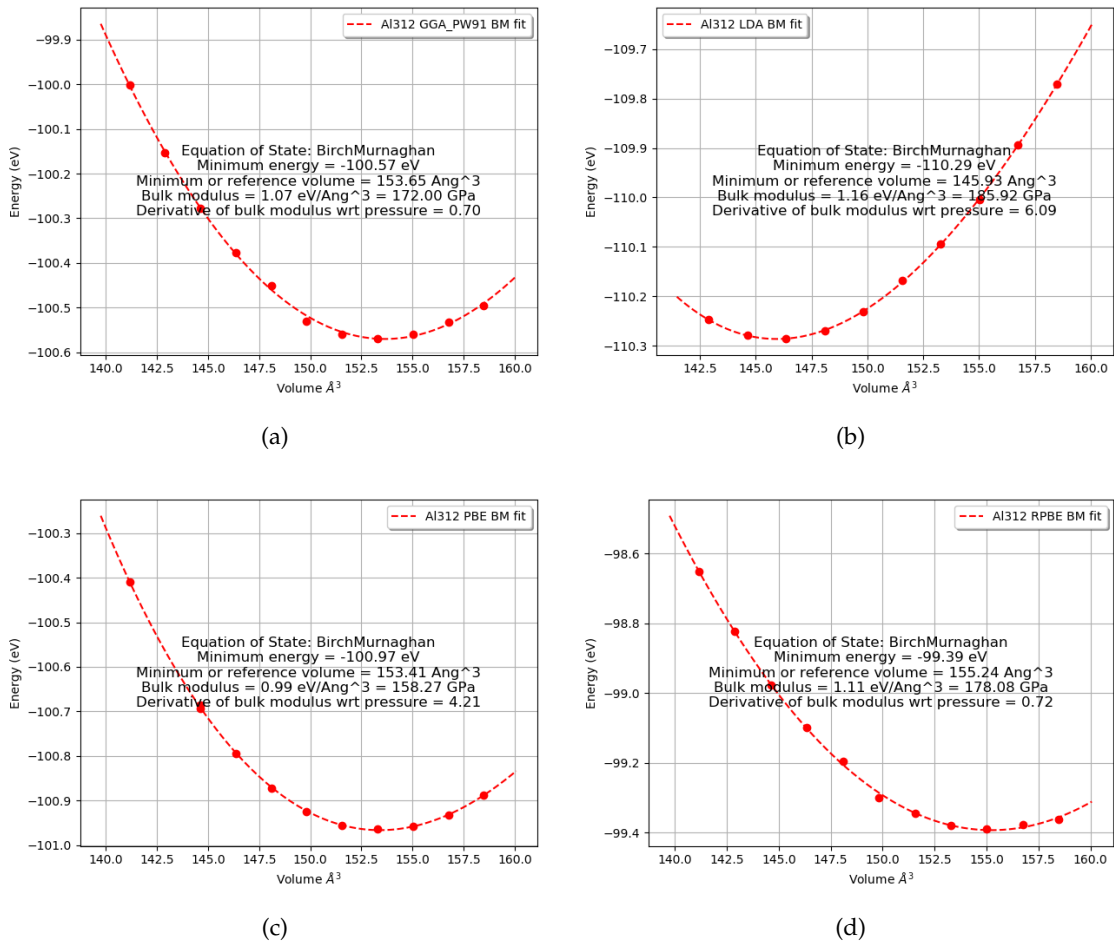 Al312 GGA_PW91 BM fit
−99.9
−100.0
−100.1
−100.2
−100.3
−100.4
−100.5
−100.6
Energy (eV)
Equation of State: BirchMurnaghan
Minimum energy = -100.57 eV
Minimum or reference volume = 153.65 Ang^3
Bulk modulus = 1.07 eV/Ang^3 = 172.00 GPa
Derivative of bulk modulus wrt pressure = 0.70
140.0 142.5 145.0 147.5 150.0 152.5 155.0 157.5 160.0
Volume Å³
(a)
Al312 LDA BM fit
−109.7
−109.8
−109.9
−110.0
−110.1
−110.2
−110.3
Energy (eV)
Equation of State: BirchMurnaghan
Minimum energy = -110.29 eV
Minimum or reference volume = 145.93 Ang^3
Bulk modulus = 1.16 eV/Ang^3 = 185.92 GPa
Derivative of bulk modulus wrt pressure = 6.09
142.5 145.0 147.5 150.0 152.5 155.0 157.5 160.0
Volume Å³
(b)
Al312 PBE BM fit
−100.3
−100.4
−100.5
−100.6
−100.7
−100.8
−100.9
−101.0
Energy (eV)
Equation of State: BirchMurnaghan
Minimum energy = -100.97 eV
Minimum or reference volume = 153.41 Ang^3
Bulk modulus = 0.99 eV/Ang^3 = 158.27 GPa
Derivative of bulk modulus wrt pressure = 4.21
140.0 142.5 145.0 147.5 150.0 152.5 155.0 157.5 160.0
Volume Å³
(c)
Al312 RPBE BM fit
−98.6
−98.8
−99.0
−99.2
−99.4
Energy (eV)
Equation of State: BirchMurnaghan
Minimum energy = -99.39 eV
Minimum or reference volume = 155.24 Ang^3
Bulk modulus = 1.11 eV/Ang^3 = 178.08 GPa
Derivative of bulk modulus wrt pressure = 0.72
140.0 142.5 145.0 147.5 150.0 152.5 155.0 157.5 160.0
Volume Å³
(d)